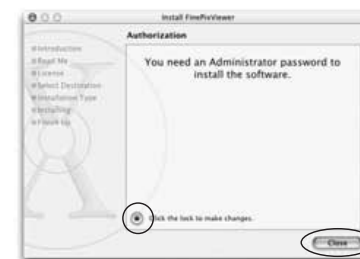 Install FinePixViewer
Authorization
Introduction
Read Me
License
Select Destination
Installation Type
Installing
Finish Up
You need an Administrator password to
install the software.
Click the lock to make changes.
Close